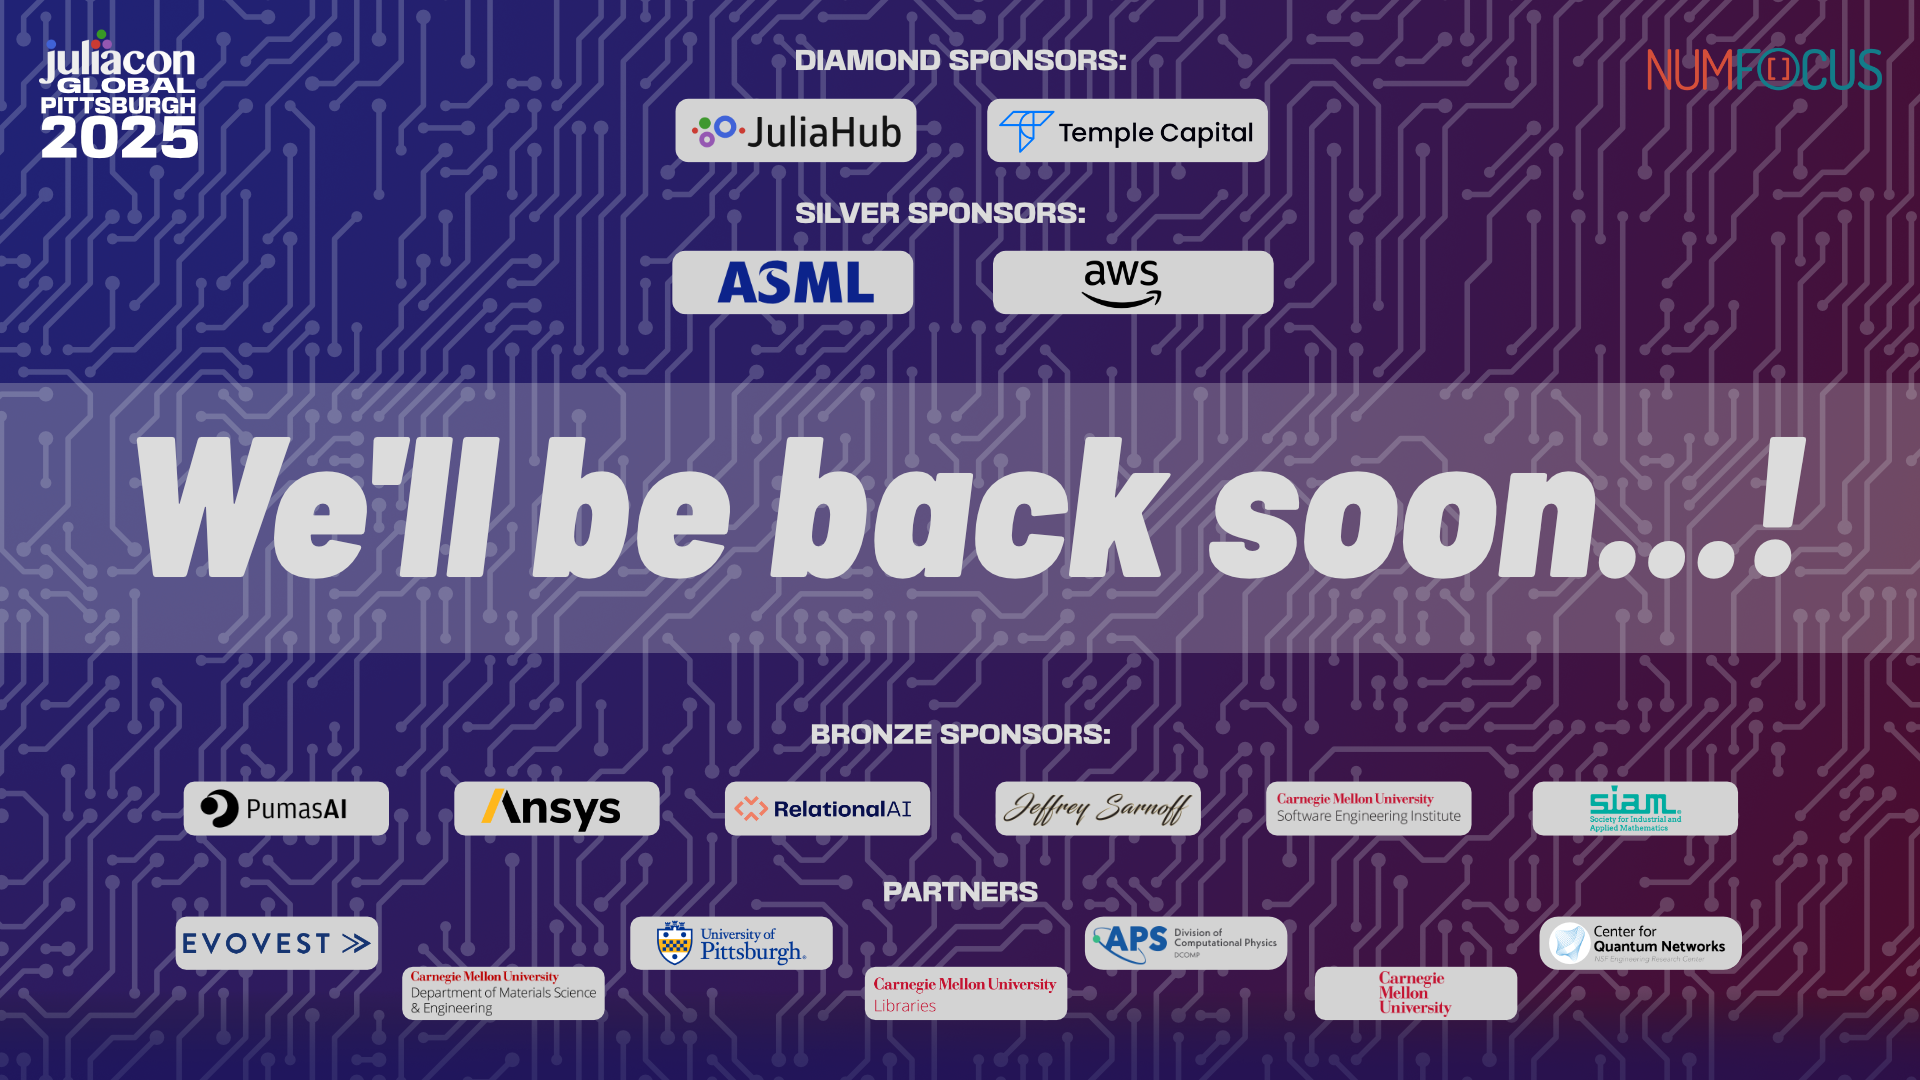 juliacon
GLOBAL
PITTSBURGH
2025
DIAMOND SPONSORS:
NUMFOCUS
JuliaHub
Temple Capital
SILVER SPONSORS:
ASML
aws
We'll be back soon...!
BRONZE SPONSORS:
PumasAI
Ansys
RelationalAI
Jeffrey Sarnoff
Carnegie Mellon University
Software Engineering Institute
siam®
Society for Industrial and
Applied Mathematics
PARTNERS
EVOVEST
University of
Pittsburgh®
APS
Division of
Computational Physics
DCOMP
Center for
Quantum Networks
NSF Engineering Research Center
Carnegie Mellon University
Department of Materials Science
& Engineering
Carnegie Mellon University
Libraries
Carnegie
Mellon
University